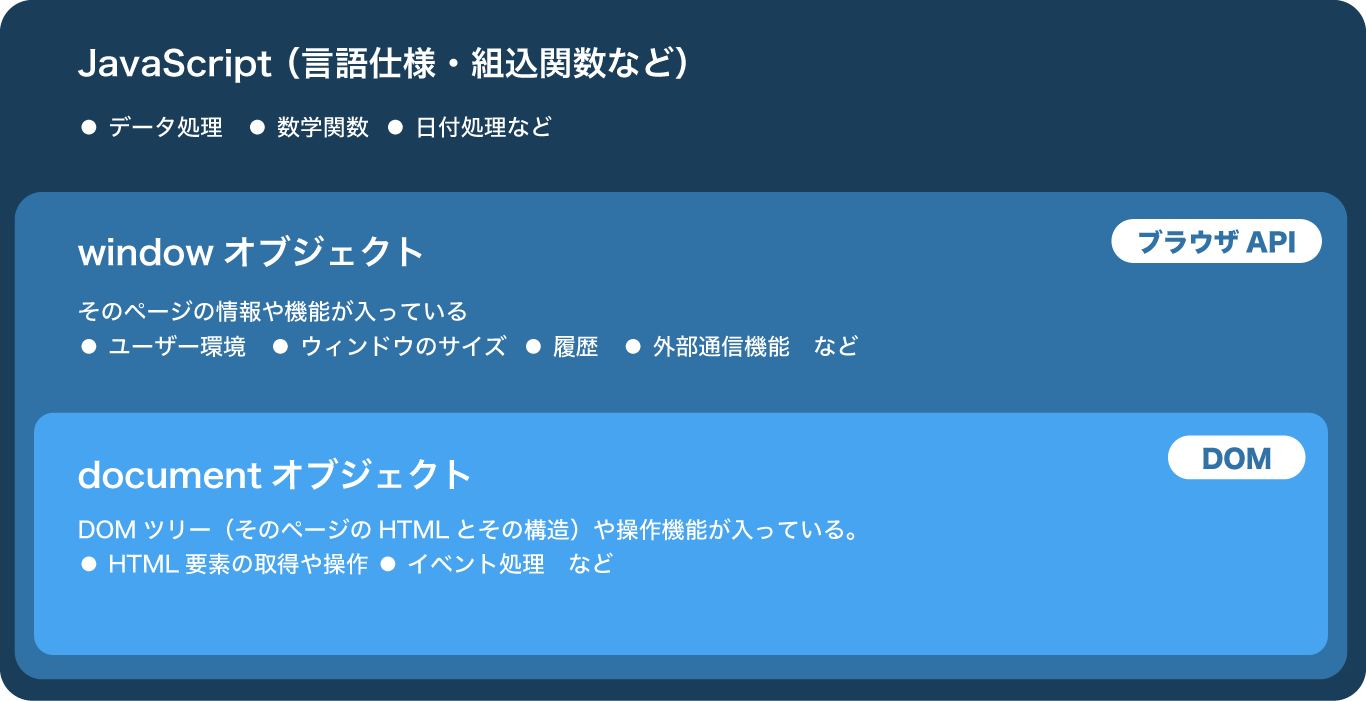 JavaScript（言語仕様・組込関数など）
● データ処理 ● 数学関数 ● 日付処理など
window オブジェクト
ブラウザ API
そのページの情報や機能が入っている
● ユーザー環境 ● ウィンドウのサイズ ● 履歴 ● 外部通信機能　など
document オブジェクト
DOM
DOM ツリー（そのページの HTML とその構造）や操作機能が入っている。
● HTML 要素の取得や操作 ● イベント処理　など